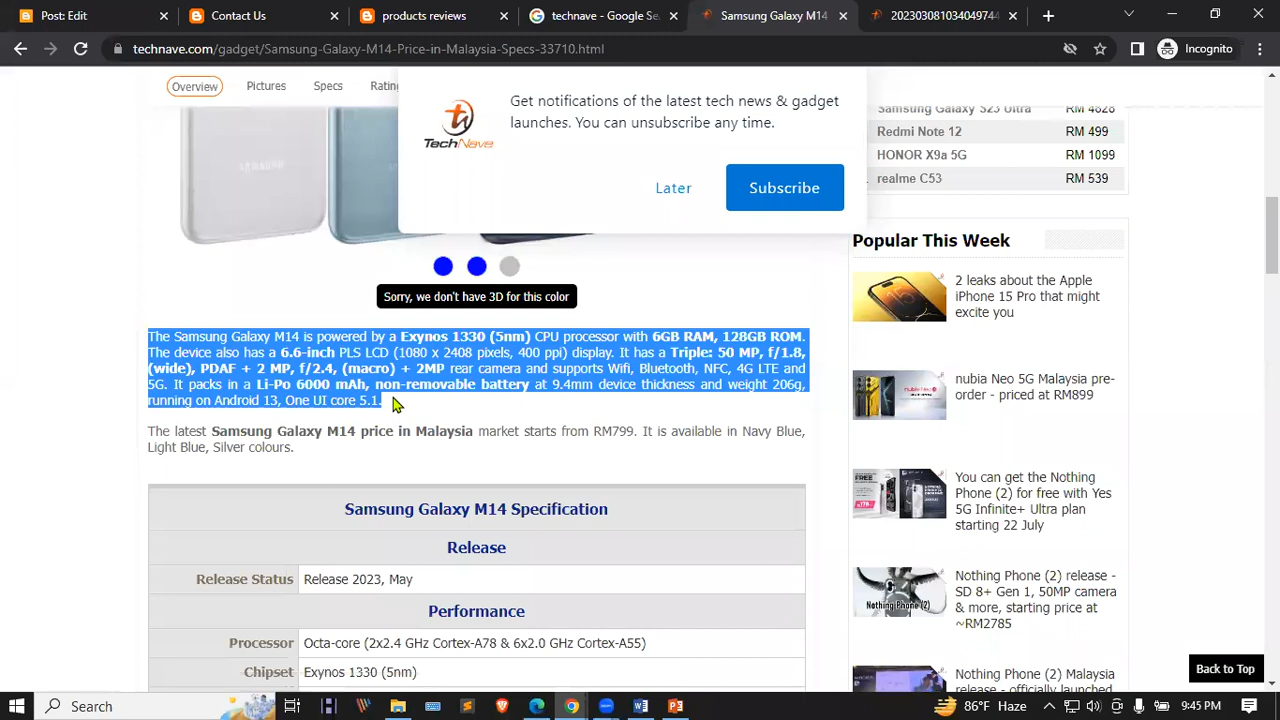 Post Edit
Contact Us
products reviews
technave - Google Se
Samsung Galaxy M14
20230308103404974
technave.com/gadget/Samsung-Galaxy-M14-Price-in-Malaysia-Specs-33710.html
Incognito
Overview
Pictures
Specs
Rating
TechNave
Get notifications of the latest tech news & gadget
launches. You can unsubscribe any time.
Later
Subscribe
Samsung Galaxy S23 Ultra RM 4628
Redmi Note 12 RM 499
HONOR X9a 5G RM 1099
realme C53 RM 539
SAMSUNG
Sorry, we don't have 3D for this color
The Samsung Galaxy M14 is powered by a Exynos 1330 (5nm) CPU processor with 6GB RAM, 128GB ROM.
The device also has a 6.6-inch PLS LCD (1080 x 2408 pixels, 400 ppi) display. It has a Triple: 50 MP, f/1.8,
(wide), PDAF + 2 MP, f/2.4, (macro) + 2MP rear camera and supports Wifi, Bluetooth, NFC, 4G LTE and
5G. It packs in a Li-Po 6000 mAh, non-removable battery at 9.4mm device thickness and weight 206g,
running on Android 13, One UI core 5.1.
The latest Samsung Galaxy M14 price in Malaysia market starts from RM799. It is available in Navy Blue,
Light Blue, Silver colours.
Samsung Galaxy M14 Specification
Release
Release Status Release 2023, May
Performance
Processor Octa-core (2x2.4 GHz Cortex-A78 & 6x2.0 GHz Cortex-A55)
Chipset Exynos 1330 (5nm)
Popular This Week
2 leaks about the Apple
iPhone 15 Pro that might
excite you
nubia Neo 5G Malaysia pre-
order - priced at RM899
You can get the Nothing
Phone (2) for free with Yes
5G Infinite+ Ultra plan
starting 22 July
FREE
Nothing Phone (2) release -
SD 8+ Gen 1, 50MP camera
& more, starting price at
~RM2785
Nothing Phone (2)
Nothing Phone (2) Malaysia
release - officially launched
Back to Top
Search
86°F Haze
9:45 AM